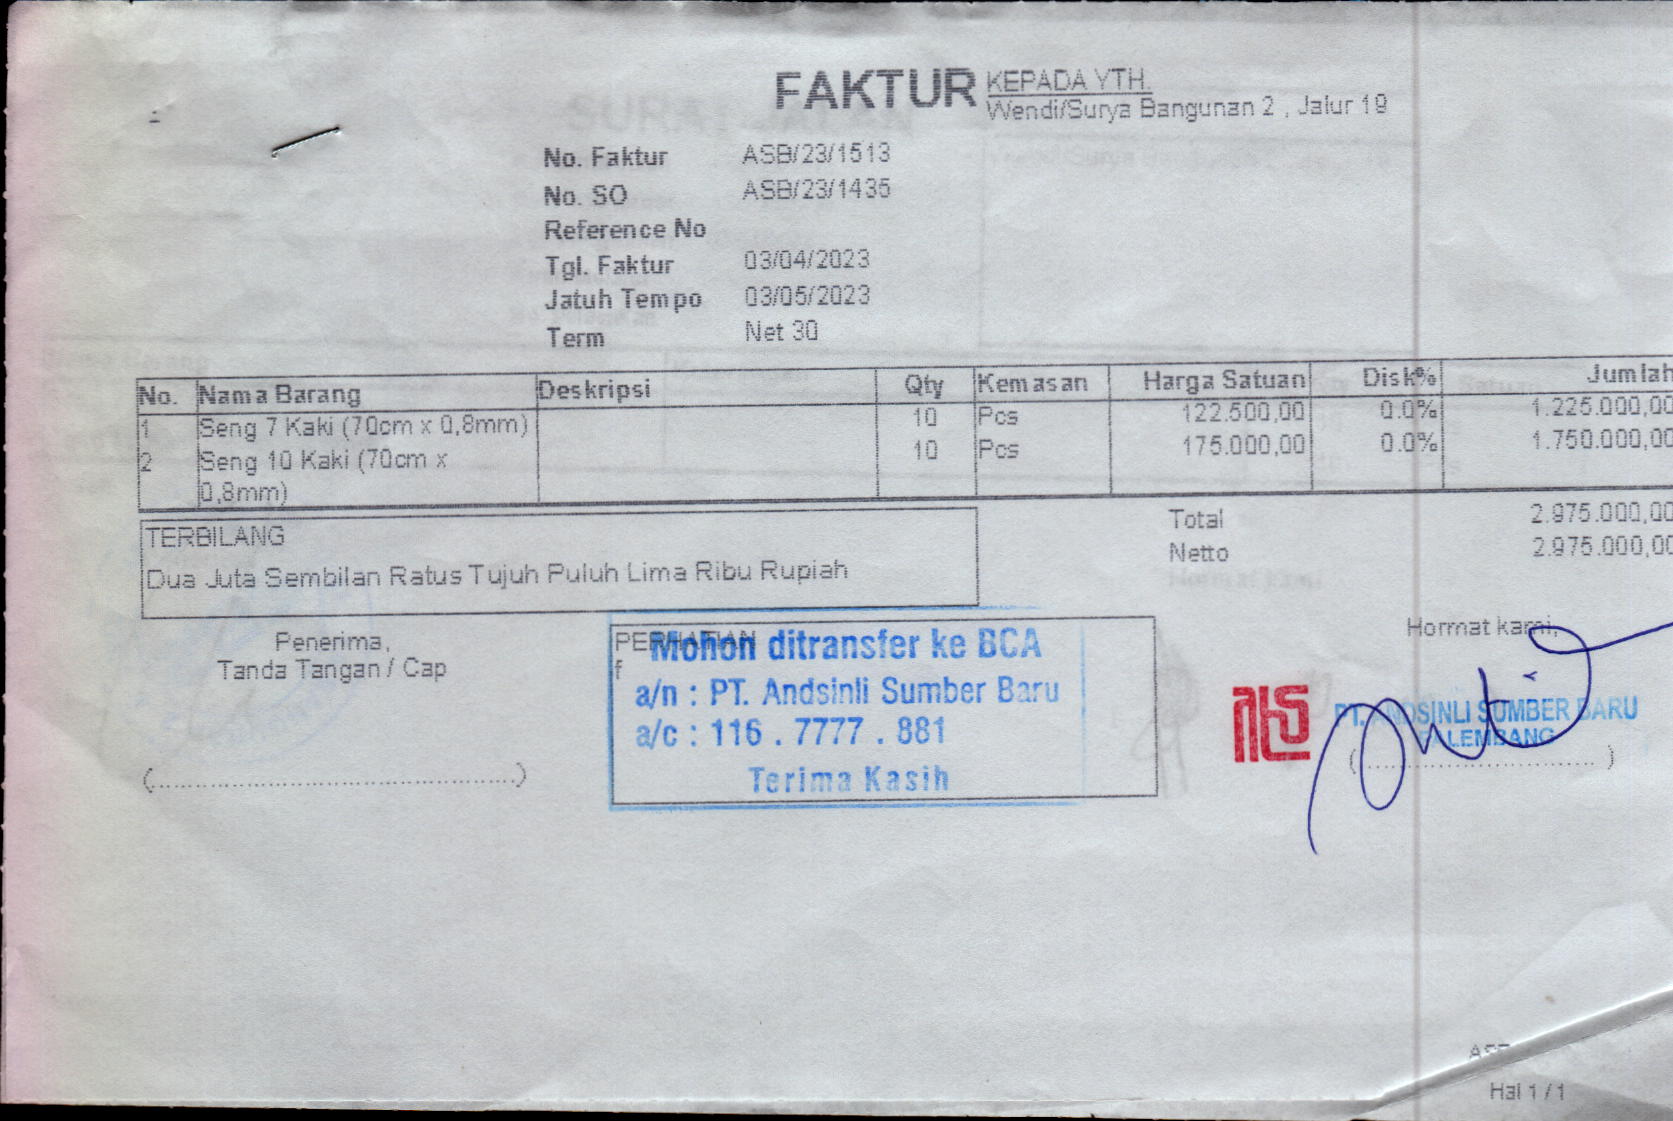 FAKTUR
KEPADA YTH.
Wendi/Surya Bangunan 2 , Jalur 19
No. Faktur ASB/23/1513
No. SO ASB/23/1435
Reference No
Tgl. Faktur 03/04/2023
Jatuh Tempo 03/05/2023
Term Net 30
No. Nama Barang Deskripsi Qty Kemasan Harga Satuan Disk% Jumlah
1 Seng 7 Kaki (70cm x 0,8mm) 10 Pcs 122.500,00 0.0% 1.225.000,00
2 Seng 10 Kaki (70cm x 10 Pcs 175.000,00 0.0% 1.750.000,00
0,8mm)
Total 2.975.000,00
Netto 2.975.000,00
TERBILANG
Dua Juta Sembilan Ratus Tujuh Puluh Lima Ribu Rupiah
Penerima,
Tanda Tangan / Cap
(................................................)
PERHATIAN
f
Mohon ditransfer ke BCA
a/n : PT. Andsinli Sumber Baru
a/c : 116 . 7777 . 881
Terima Kasih
Hormat kami,
PT. ANDSINLI SUMBER BARU
PALEMBANG
(..............................)
Hal 1 / 1